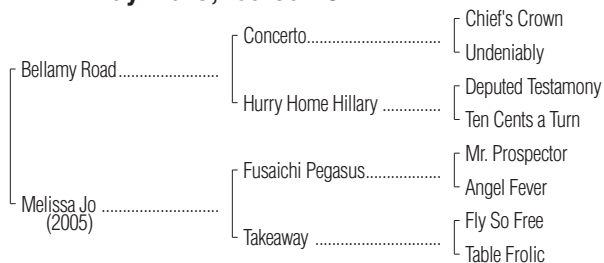 Chief's Crown
Concerto
Undeniably
Bellamy Road
Deputed Testamony
Hurry Home Hillary
Ten Cents a Turn
Mr. Prospector
Fusaichi Pegasus
Angel Fever
Melissa Jo
(2005)
Fly So Free
Takeaway
Table Frolic